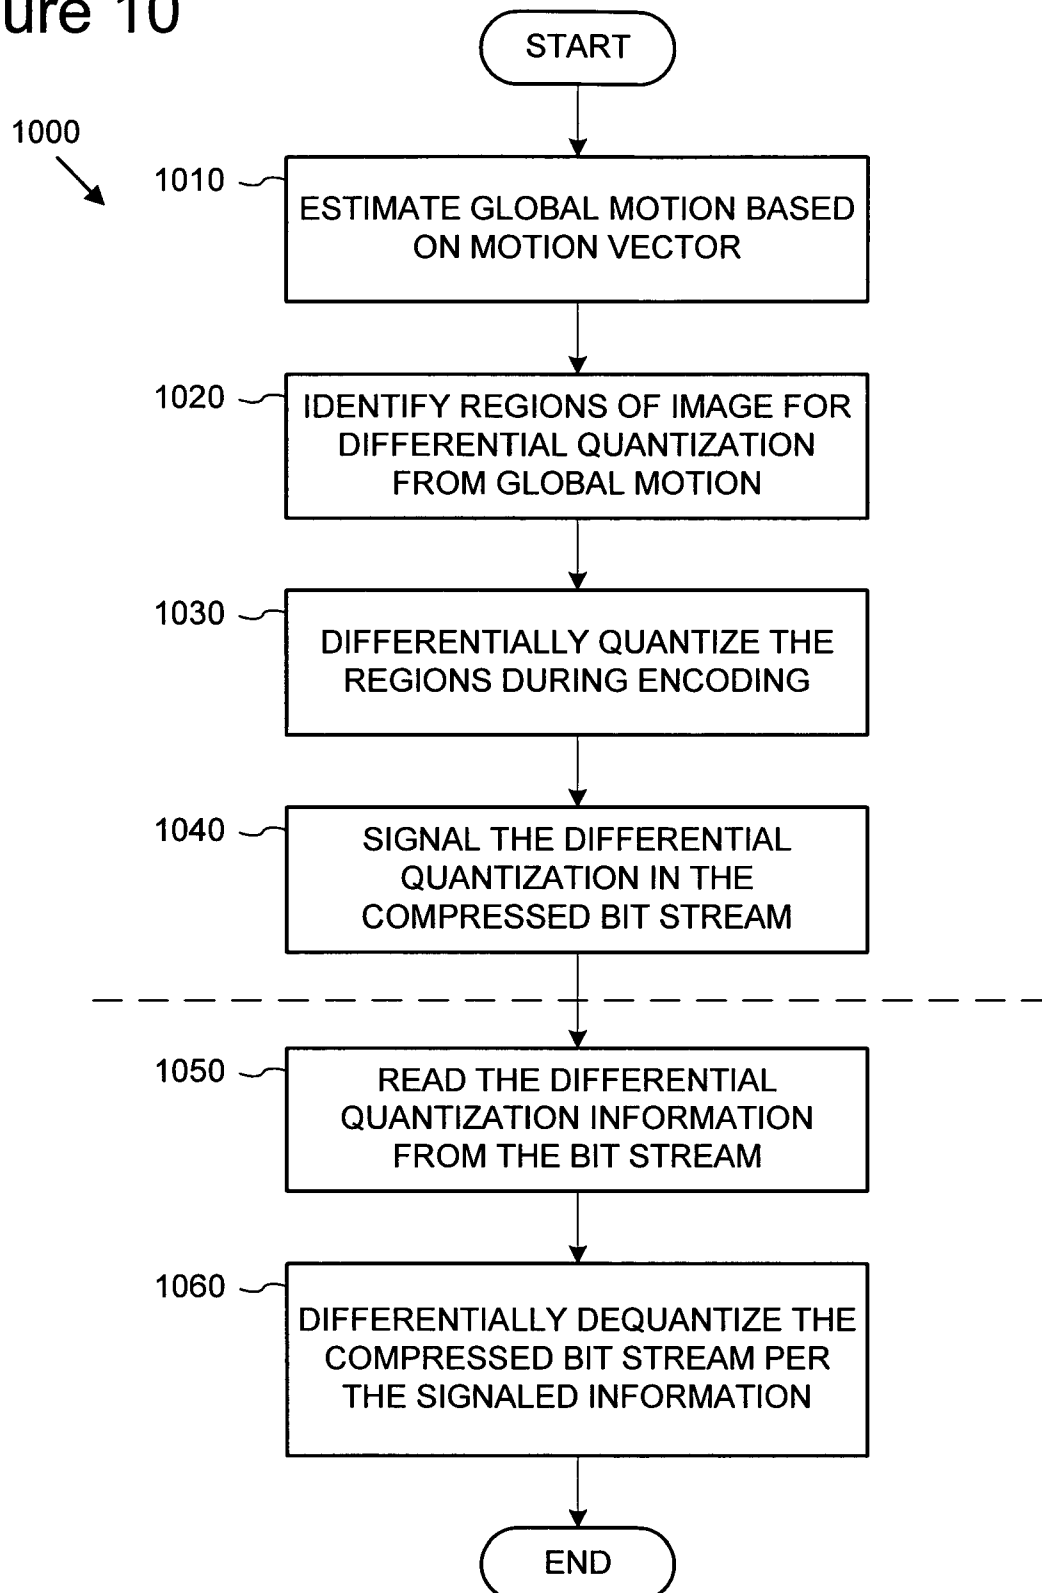 ure 10
START
1000
1010
ESTIMATE GLOBAL MOTION BASED
ON MOTION VECTOR
1020
IDENTIFY REGIONS OF IMAGE FOR
DIFFERENTIAL QUANTIZATION
FROM GLOBAL MOTION
1030
DIFFERENTIALLY QUANTIZE THE
REGIONS DURING ENCODING
1040
SIGNAL THE DIFFERENTIAL
QUANTIZATION IN THE
COMPRESSED BIT STREAM
1050
READ THE DIFFERENTIAL
QUANTIZATION INFORMATION
FROM THE BIT STREAM
1060
DIFFERENTIALLY DEQUANTIZE THE
COMPRESSED BIT STREAM PER
THE SIGNALED INFORMATION
END